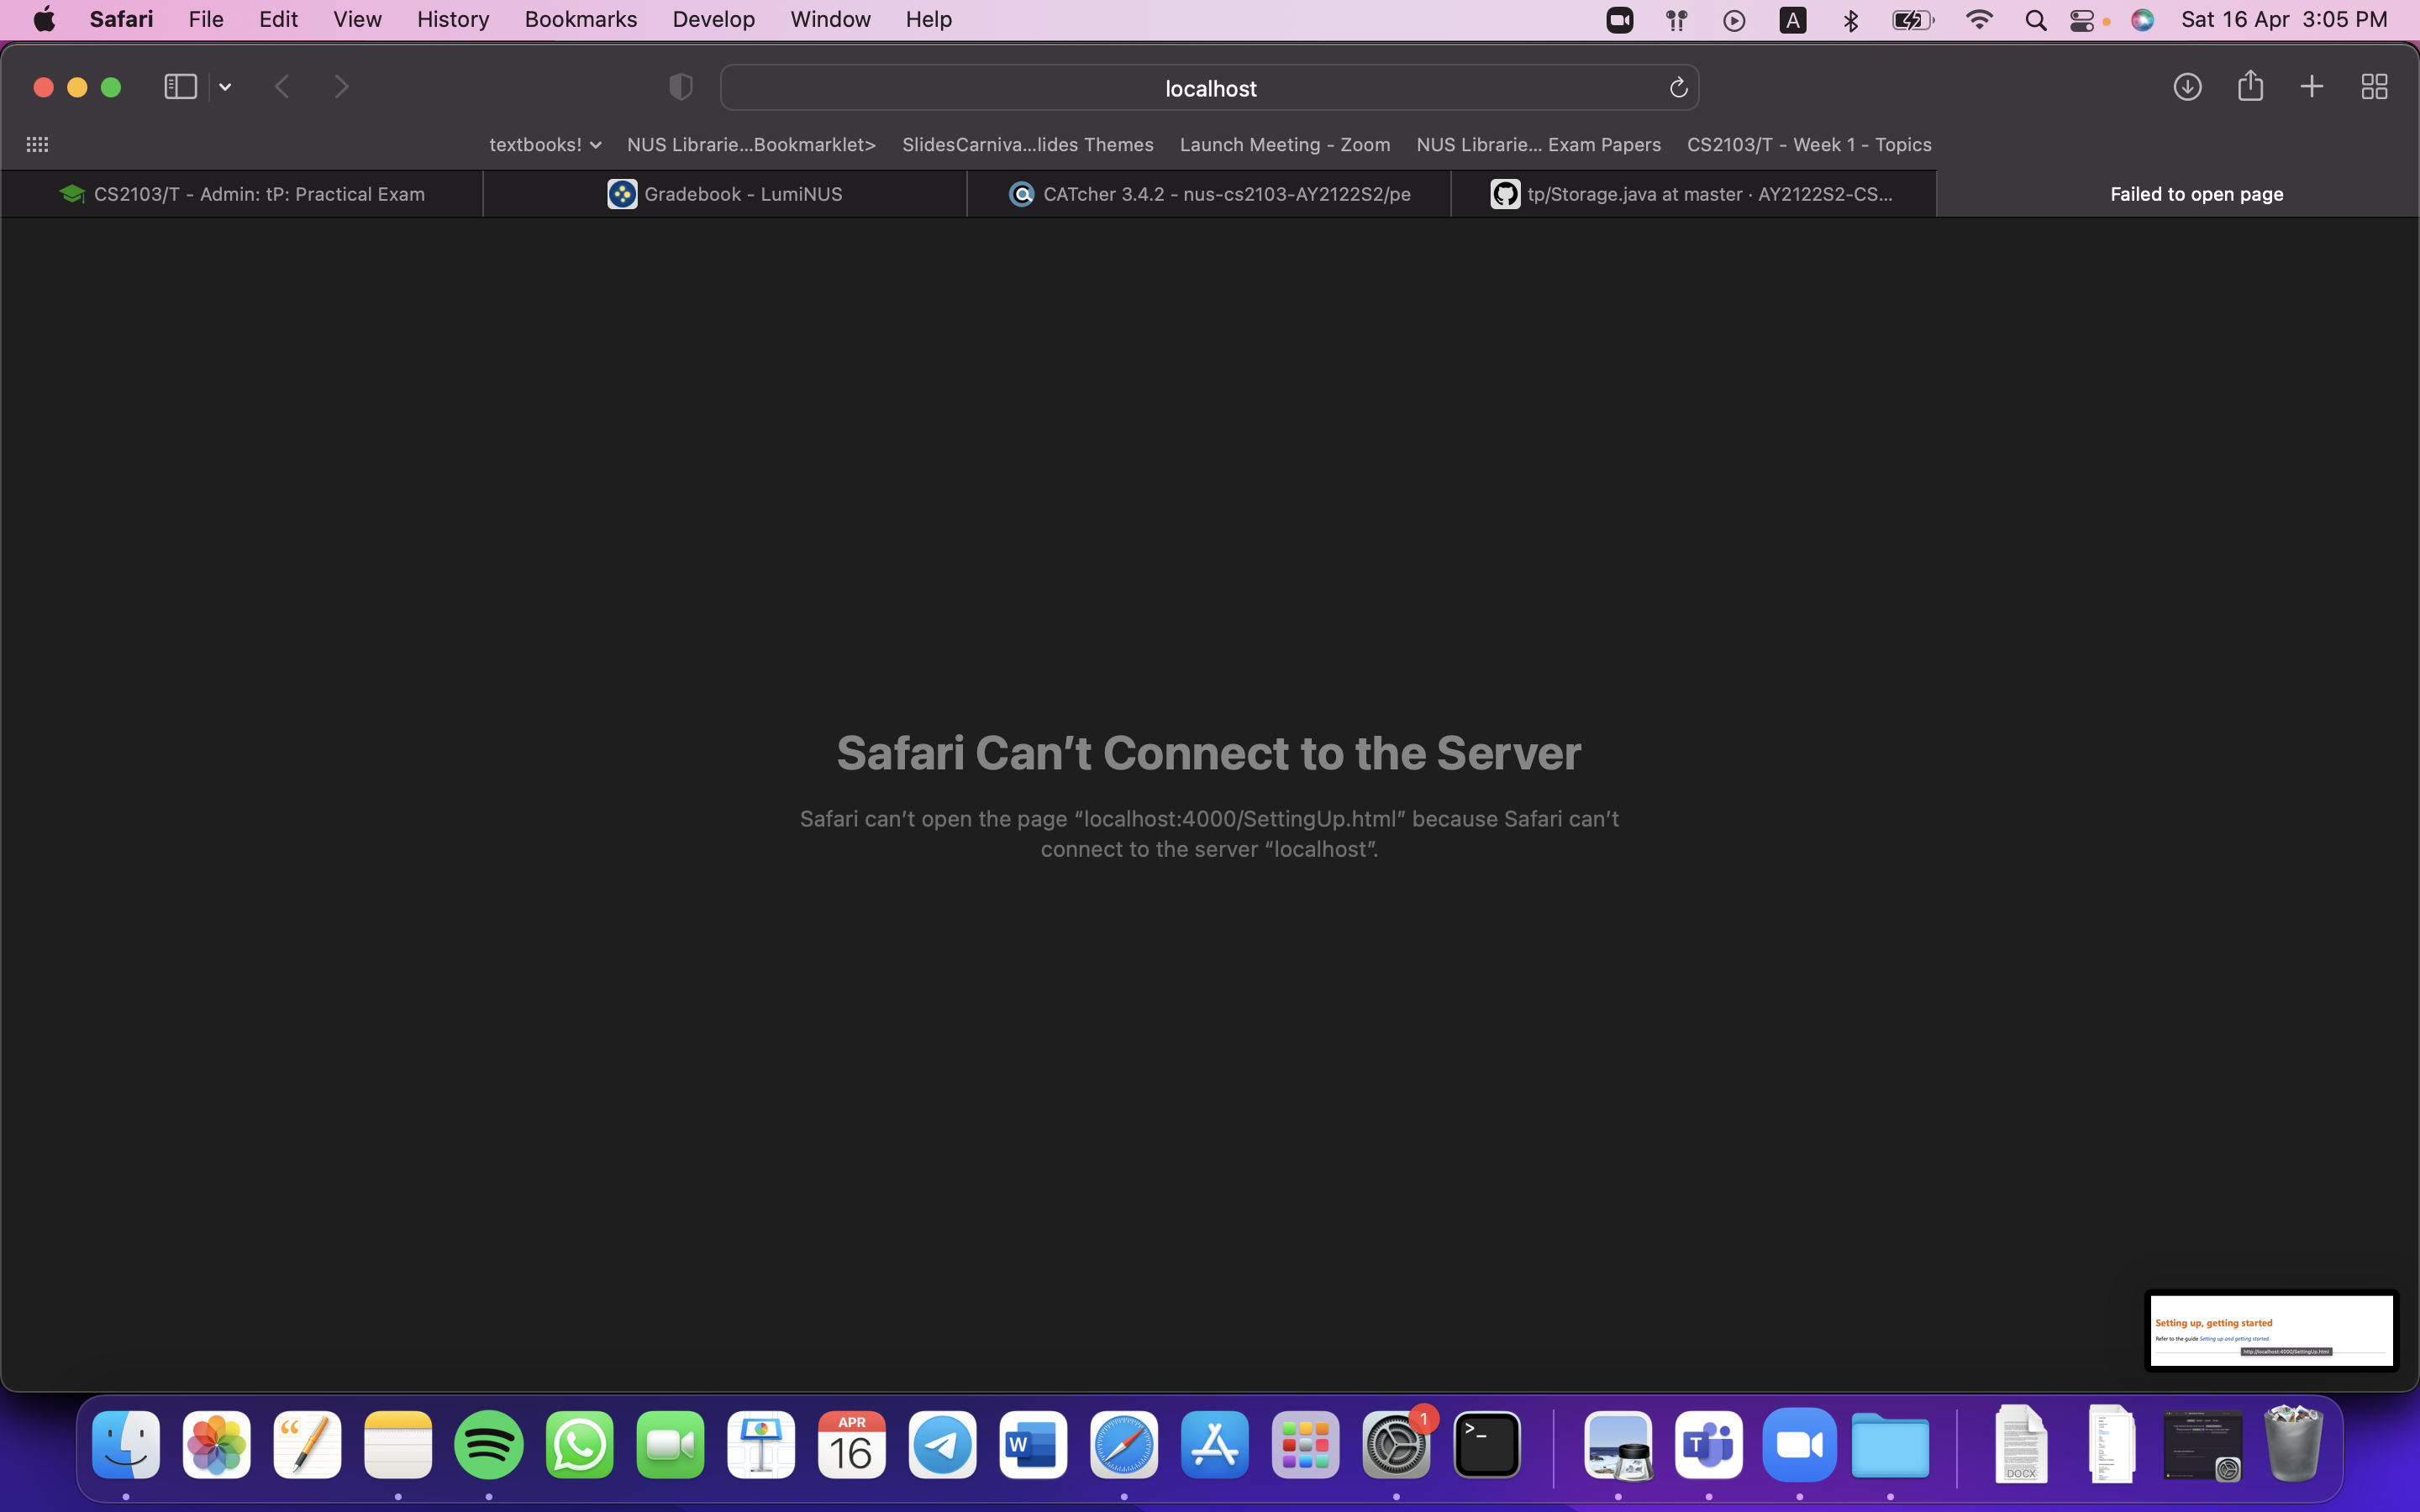 Safari File Edit View History Bookmarks Develop Window Help A Sat 16 Apr 3:05 PM
localhost
textbooks! NUS Librarie...Bookmarklet> SlidesCarniva...lides Themes Launch Meeting - Zoom NUS Librarie... Exam Papers CS2103/T - Week 1 - Topics
CS2103/T - Admin: tP: Practical Exam Gradebook - LumiNUS CATcher 3.4.2 - nus-cs2103-AY2122S2/pe tp/Storage.java at master · AY2122S2-CS... Failed to open page
Safari Can’t Connect to the Server
Safari can’t open the page “localhost:4000/SettingUp.html” because Safari can’t
connect to the server “localhost”.
Setting up, getting started
Refer to the guide Setting up and getting started.
http://localhost:4000/SettingUp.html
APR
16
W
1
>_
T
DOCX